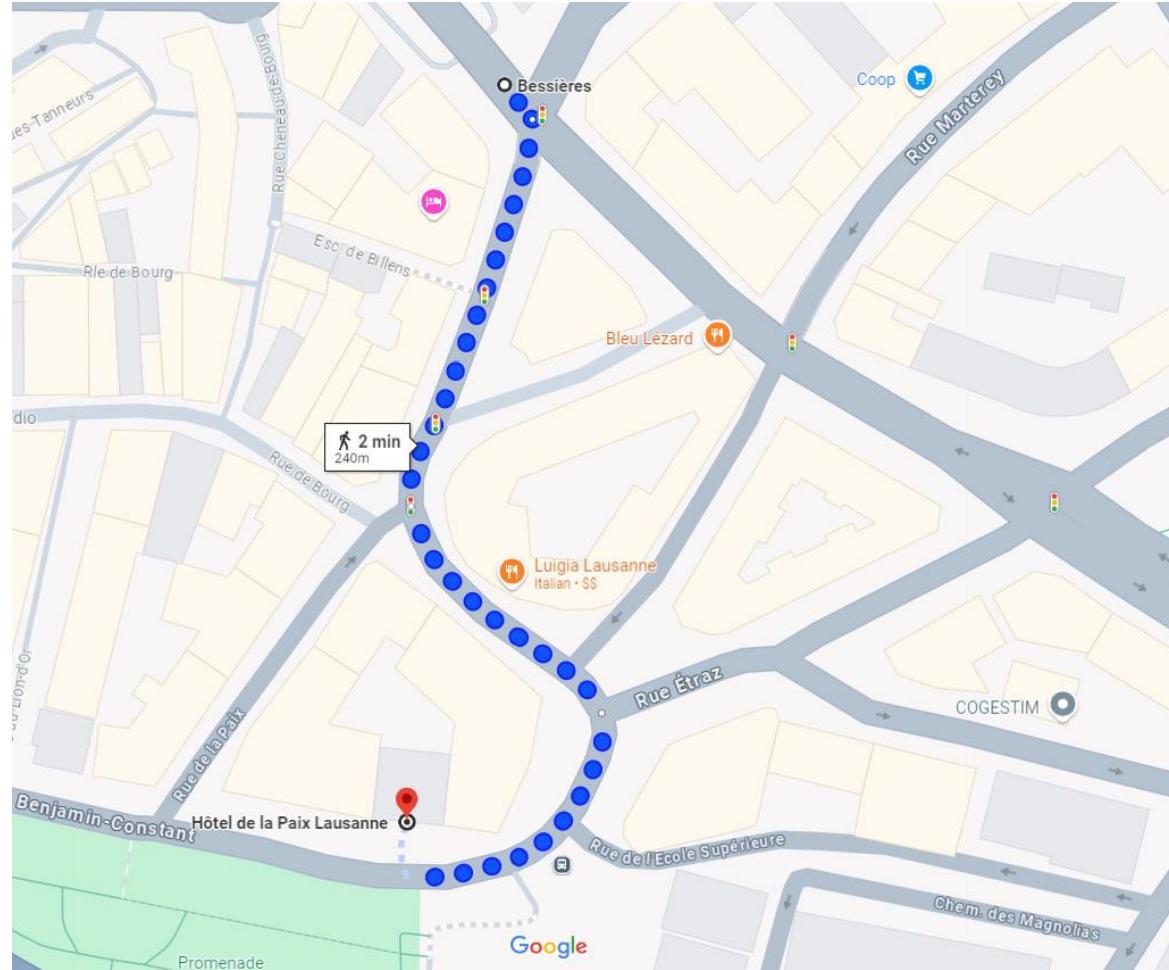 Bessières
Coop
Rue Marterey
es-Tanneurs
Rue Cheneau-de-Bourg
Esc. de Billens
Rle de Bourg
Bleu Lézard
dio
2 min
240m
Rue de Bourg
Luigia Lausanne
Italian • $$
Rue Étraz
COGESTIM
Rue de la Paix
Benjamin-Constant
Hôtel de la Paix Lausanne
Rue de l'Ecole Supérieure
Chem. des Magnolias
Google
Promenade